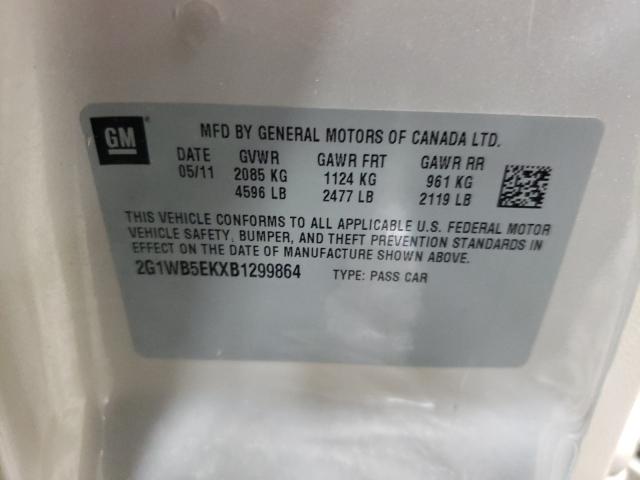 GM
MFD BY GENERAL MOTORS OF CANADA LTD.
DATE GVWR GAWR FRT GAWR RR
05/11 2085 KG 1124 KG 961 KG
4596 LB 2477 LB 2119 LB
THIS VEHICLE CONFORMS TO ALL APPLICABLE U.S. FEDERAL MOTOR
VEHICLE SAFETY, BUMPER, AND THEFT PREVENTION STANDARDS IN
EFFECT ON THE DATE OF MANUFACTURE SHOWN ABOVE.
2G1WB5EKXB1299864 TYPE: PASS CAR